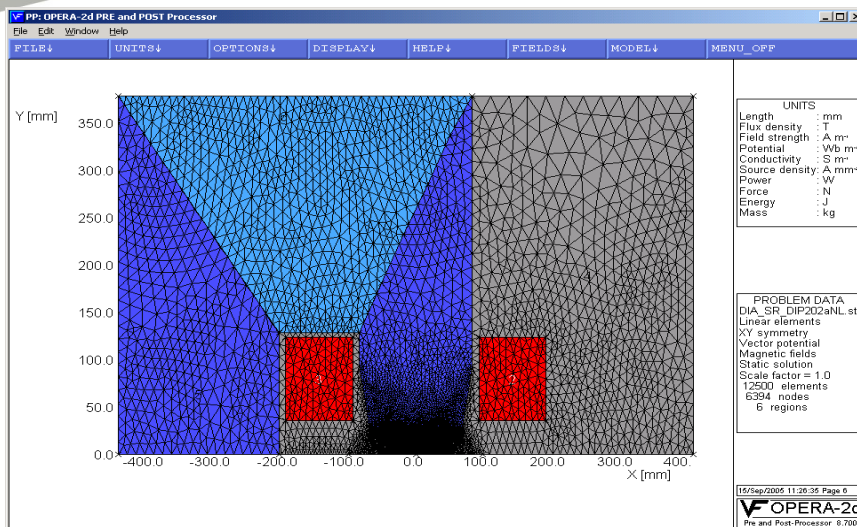 PP: OPERA-2d PRE and POST Processor
File Edit Window Help
FILE↓ UNITS↓ OPTIONS↓ DISPLAY↓ HELP↓ FIELDS↓ MODEL↓ MENU_OFF
Y [mm]
350.0
300.0
250.0
200.0
150.0
100.0
50.0
0.0
-400.0 -300.0 -200.0 -100.0 0.0 100.0 200.0 300.0 400.
X [mm]
2
UNITS
Length : mm
Flux density : T
Field strength : A m
Potential : Wb m
Conductivity : S m
Source density: A mm
Power : W
Force : N
Energy : J
Mass : kg
PROBLEM DATA
DIA_SR_DIP202aNL.st
Linear elements
XY symmetry
Vector potential
Magnetic fields
Static solution
Scale factor = 1.0
12500 elements
6394 nodes
6 regions
15/Sep/2005 11:26:35 Page 6
OPERA-2d
Pre and Post-Processor 8.700